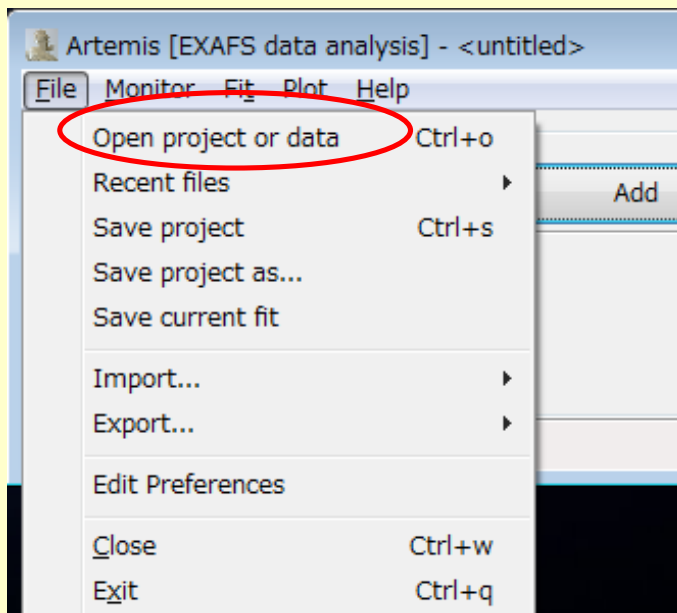 Artemis [EXAFS data analysis] - <untitled>
File Monitor Fit Plot Help
Open project or data Ctrl+o
Add
Recent files
Save project Ctrl+s
Save project as...
Save current fit
Import...
Export...
Edit Preferences
Close Ctrl+w
Exit Ctrl+q